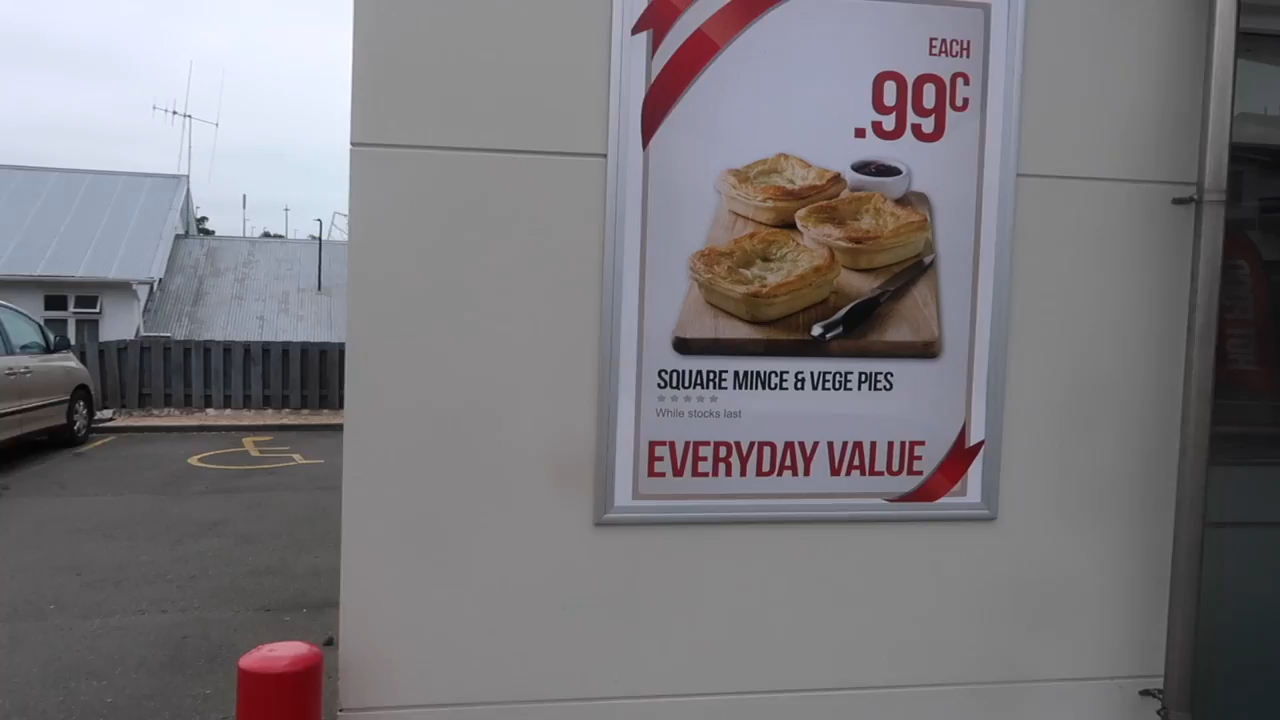 EACH
.99C
SQUARE MINCE & VEGE PIES
While stocks last
EVERYDAY VALUE